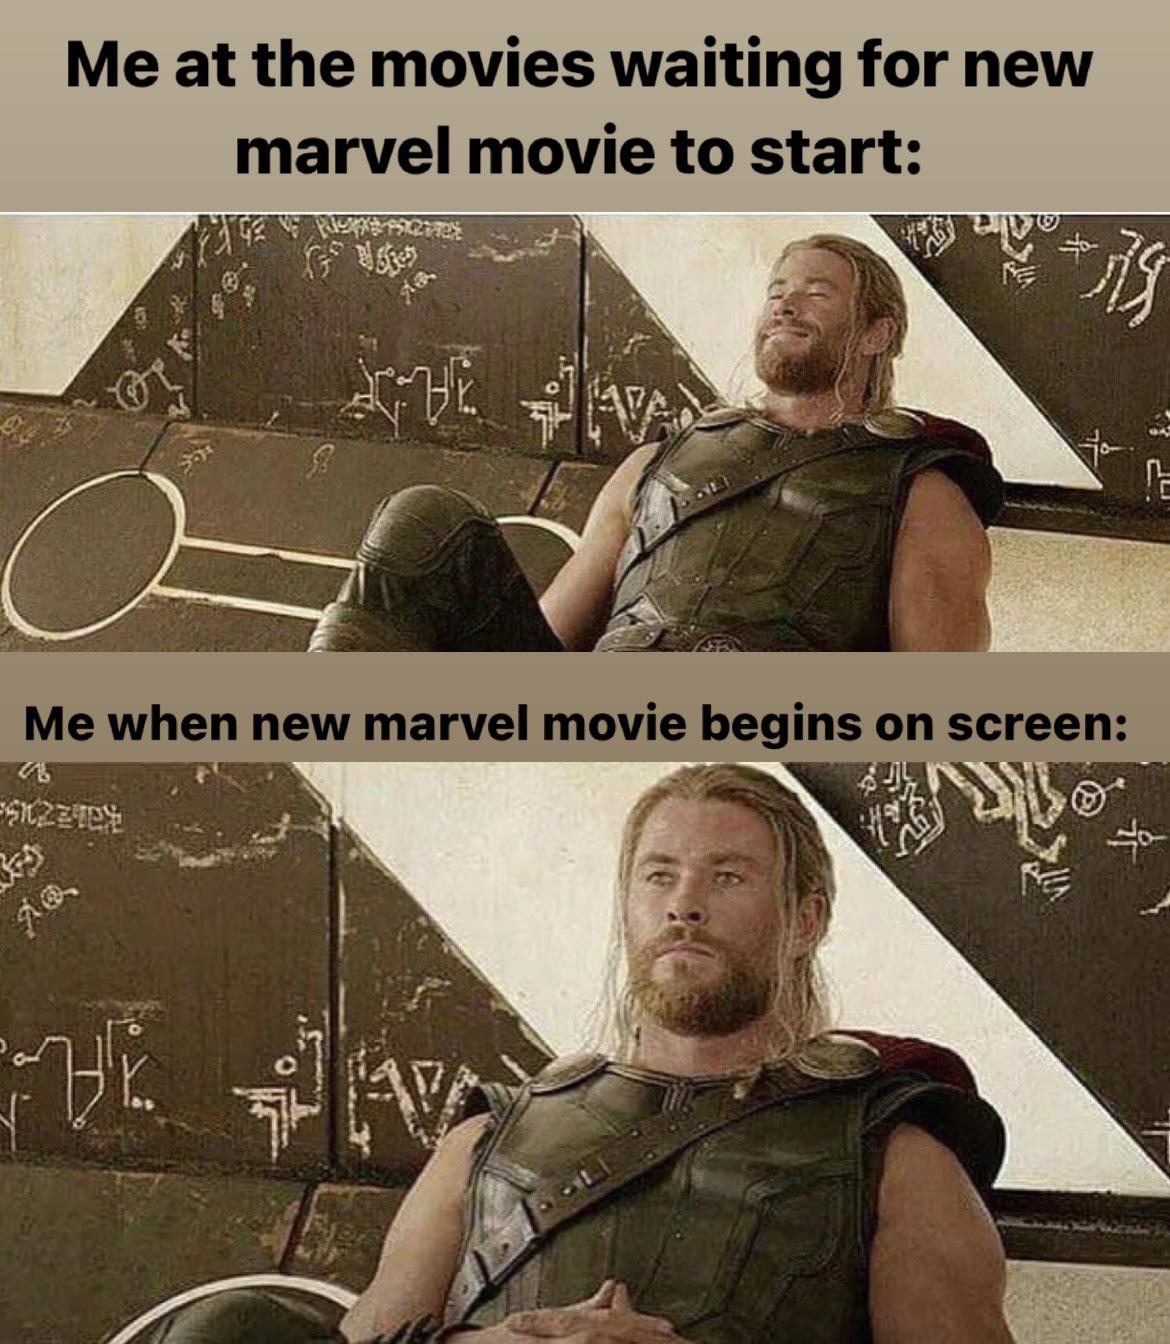 Me at the movies waiting for new
marvel movie to start:
Me when new marvel movie begins on screen: